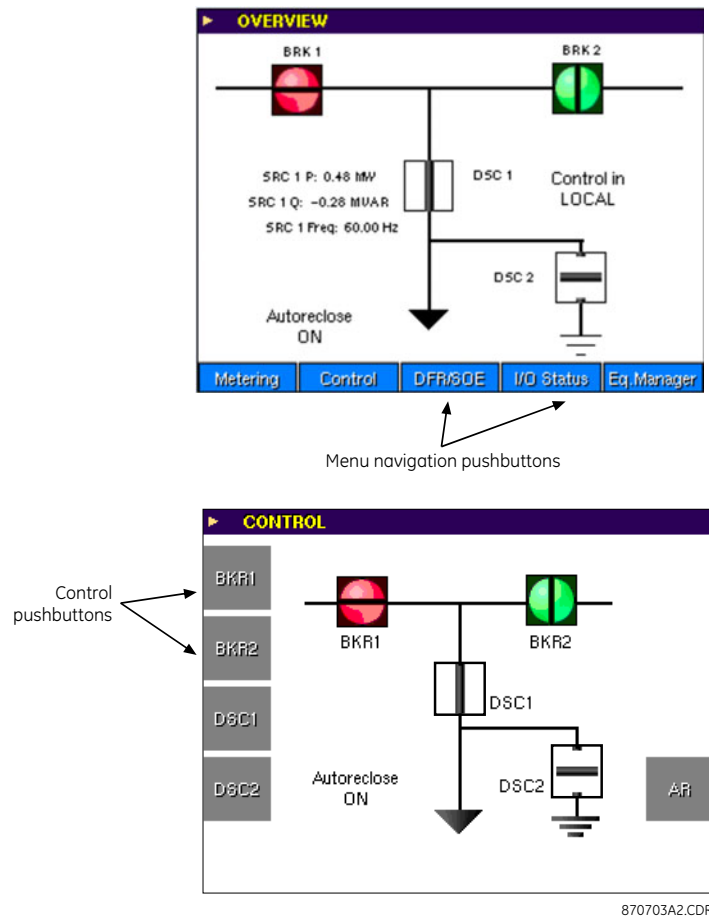 OVERVIEW
BRK 1
BRK 2
SRC 1 P: 0.48 MW
DSC 1
Control in
SRC 1 Q: -0.28 MVAR
LOCAL
SRC 1 Freq: 60.00 Hz
DSC 2
Autoreclose
ON
Metering Control DFR/SOE I/O Status Eq.Manager
Menu navigation pushbuttons
CONTROL
Control
pushbuttons
BKR1
BKR2
DSC1
DSC2
BKR1
BKR2
DSC1
Autoreclose
ON
DSC2
AR
870703A2.CDR